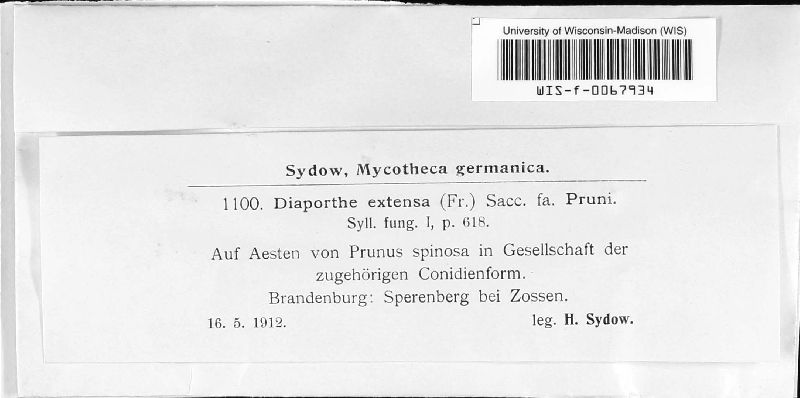 University of Wisconsin-Madison (WIS)
WIS-f-0067934
Sydow, Mycotheca germanica.
1100. Diaporthe extensa (Fr.) Sacc. fa. Pruni.
Syll. fung. I, p. 618.
Auf Aesten von Prunus spinosa in Gesellschaft der
zugehörigen Conidienform.
Brandenburg: Sperenberg bei Zossen.
16. 5. 1912. leg. H. Sydow.